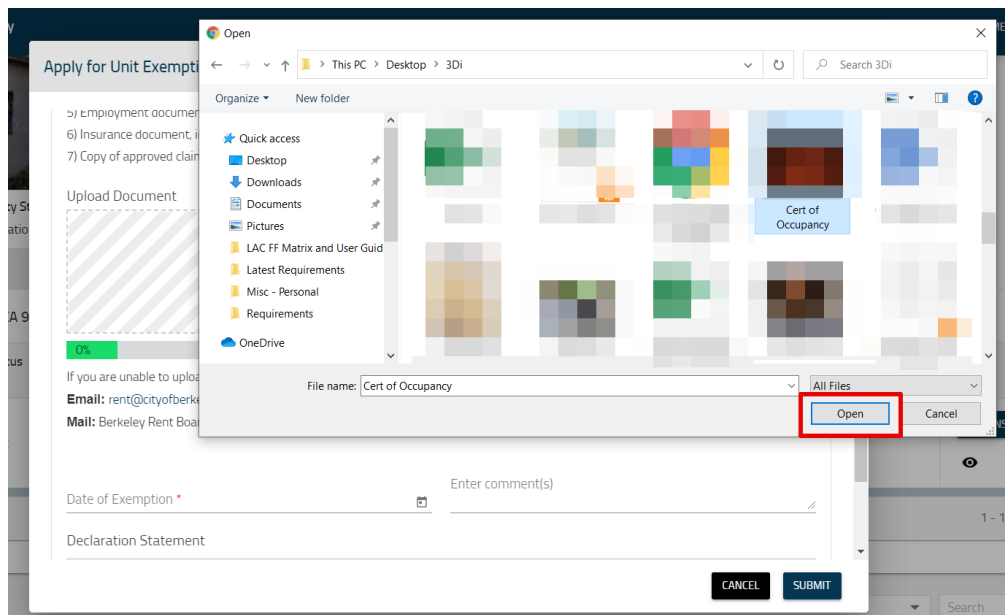 Open
Apply for Unit Exempti
This PC > Desktop > 3Di
Search 3Di
Organize
New folder
5) Employment documen
6) Insurance document, i
7) Copy of approved clain
Quick access
Desktop
Downloads
Documents
Pictures
LAC FF Matrix and User Guid
Latest Requirements
Misc - Personal
Requirements
OneDrive
Cert of
Occupancy
Upload Document
0%
File name: Cert of Occupancy
All Files
Open
Cancel
If you are unable to uploa
Email: rent@cityofberke
Mail: Berkeley Rent Boa
Date of Exemption *
Enter comment(s)
Declaration Statement
1 - 1
CANCEL
SUBMIT
Search